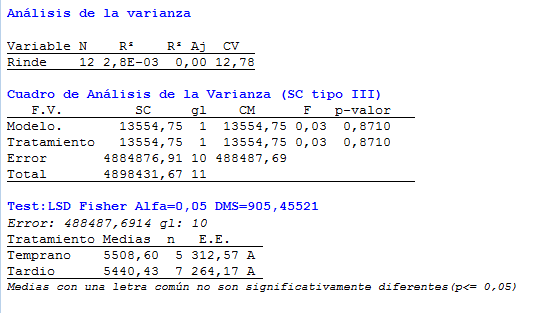 Análisis de la varianza
Variable N R² R² Aj CV
Rinde 12 2,8E-03 0,00 12,78
Cuadro de Análisis de la Varianza (SC tipo III)
F.V. SC gl CM F p-valor
Modelo. 13554,75 1 13554,75 0,03 0,8710
Tratamiento 13554,75 1 13554,75 0,03 0,8710
Error 4884876,91 10 488487,69
Total 4898431,67 11
Test:LSD Fisher Alfa=0,05 DMS=905,45521
Error: 488487,6914 gl: 10
Tratamiento Medias n E.E.
Temprano 5508,60 5 312,57 A
Tardio 5440,43 7 264,17 A
Medias con una letra común no son significativamente diferentes(p<= 0,05)